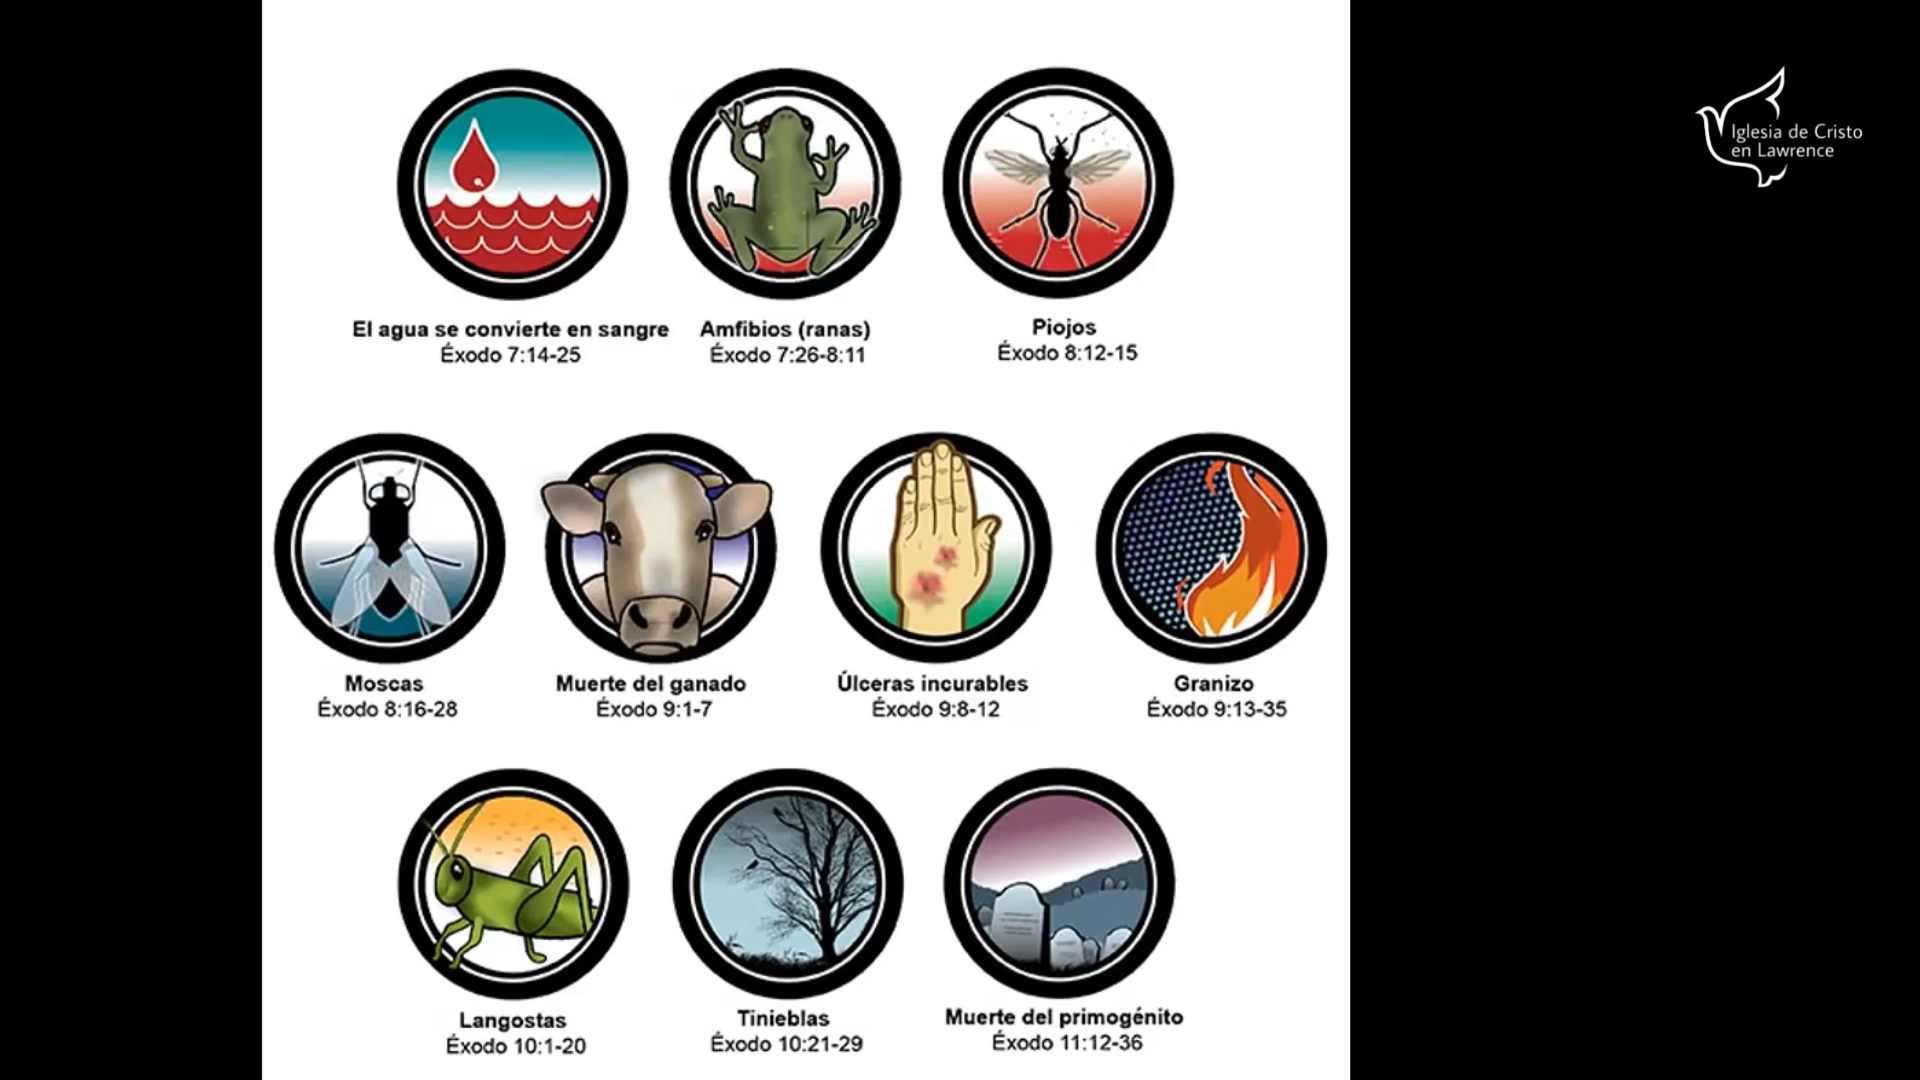 Iglesia de Cristo
en Lawrence
El agua se convierte en sangre
Éxodo 7:14-25
Amfibios (ranas)
Éxodo 7:26-8:11
Piojos
Éxodo 8:12-15
Moscas
Éxodo 8:16-28
Muerte del ganado
Éxodo 9:1-7
Úlceras incurables
Éxodo 9:8-12
Granizo
Éxodo 9:13-35
Langostas
Éxodo 10:1-20
Tinieblas
Éxodo 10:21-29
Muerte del primogénito
Éxodo 11:12-36